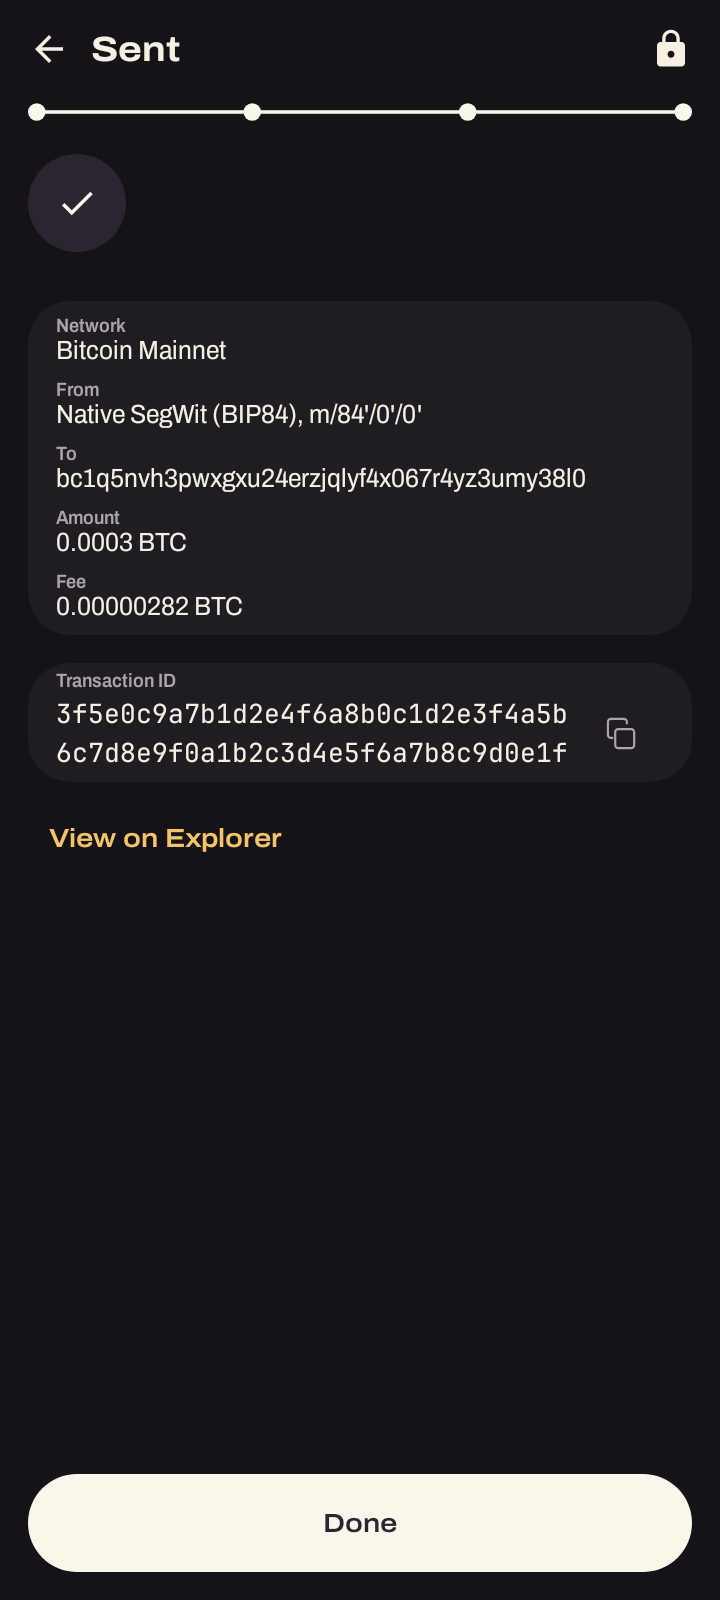 Sent
Network
Bitcoin Mainnet
From
Native SegWit (BIP84), m/84'/0'/0'
To
bc1q5nvh3pwxgxu24erzjqlyf4x067r4yz3umy38l0
Amount
0.0003 BTC
Fee
0.00000282 BTC
Transaction ID
3f5e0c9a7b1d2e4f6a8b0c1d2e3f4a5b
6c7d8e9f0a1b2c3d4e5f6a7b8c9d0e1f
View on Explorer
Done